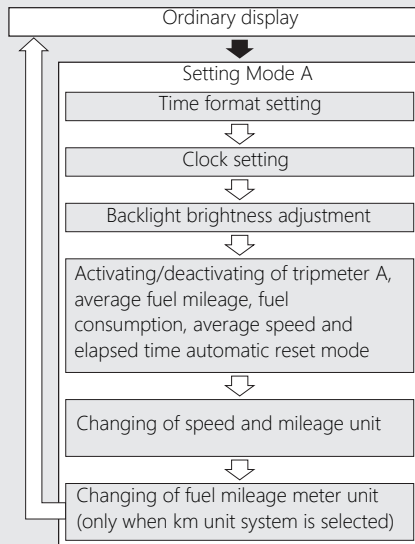 Ordinary display
Setting Mode A
Time format setting
Clock setting
Backlight brightness adjustment
Activating/deactivating of tripmeter A,
average fuel mileage, fuel
consumption, average speed and
elapsed time automatic reset mode
Changing of speed and mileage unit
Changing of fuel mileage meter unit
(only when km unit system is selected)